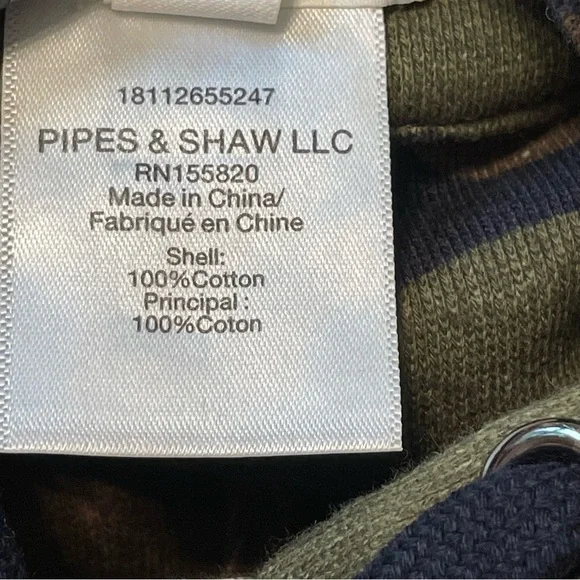 18112655247
PIPES & SHAW LLC
RN155820
Made in China/
Fabriqué en Chine
Shell:
100%Cotton
Principal :
100%Coton